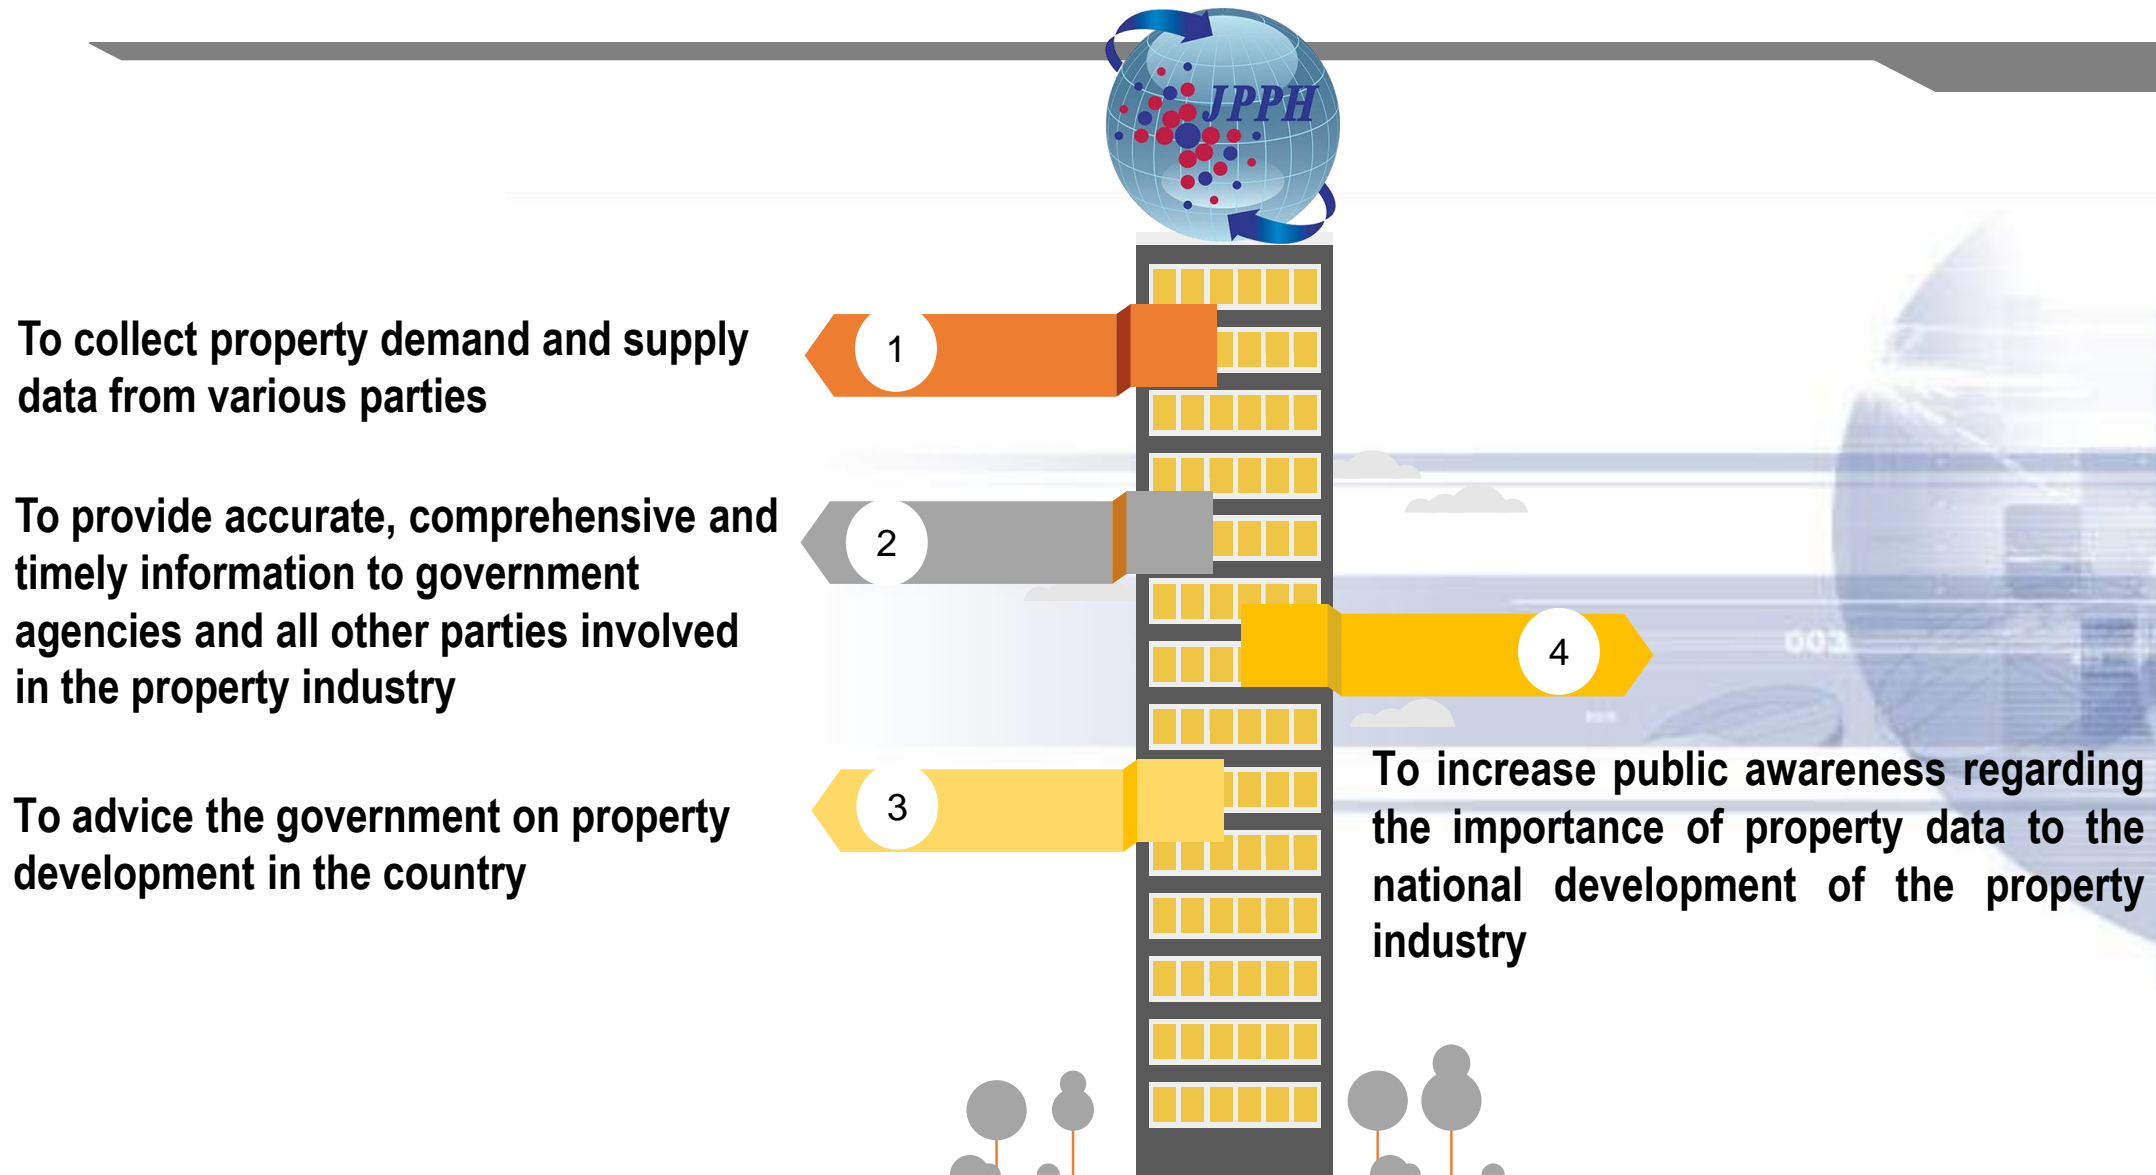 JPPH
To collect property demand and supply
data from various parties
1
To provide accurate, comprehensive and
timely information to government
agencies and all other parties involved
in the property industry
2
To advice the government on property
development in the country
3
4
003
To increase public awareness regarding
the importance of property data to the
national development of the property
industry